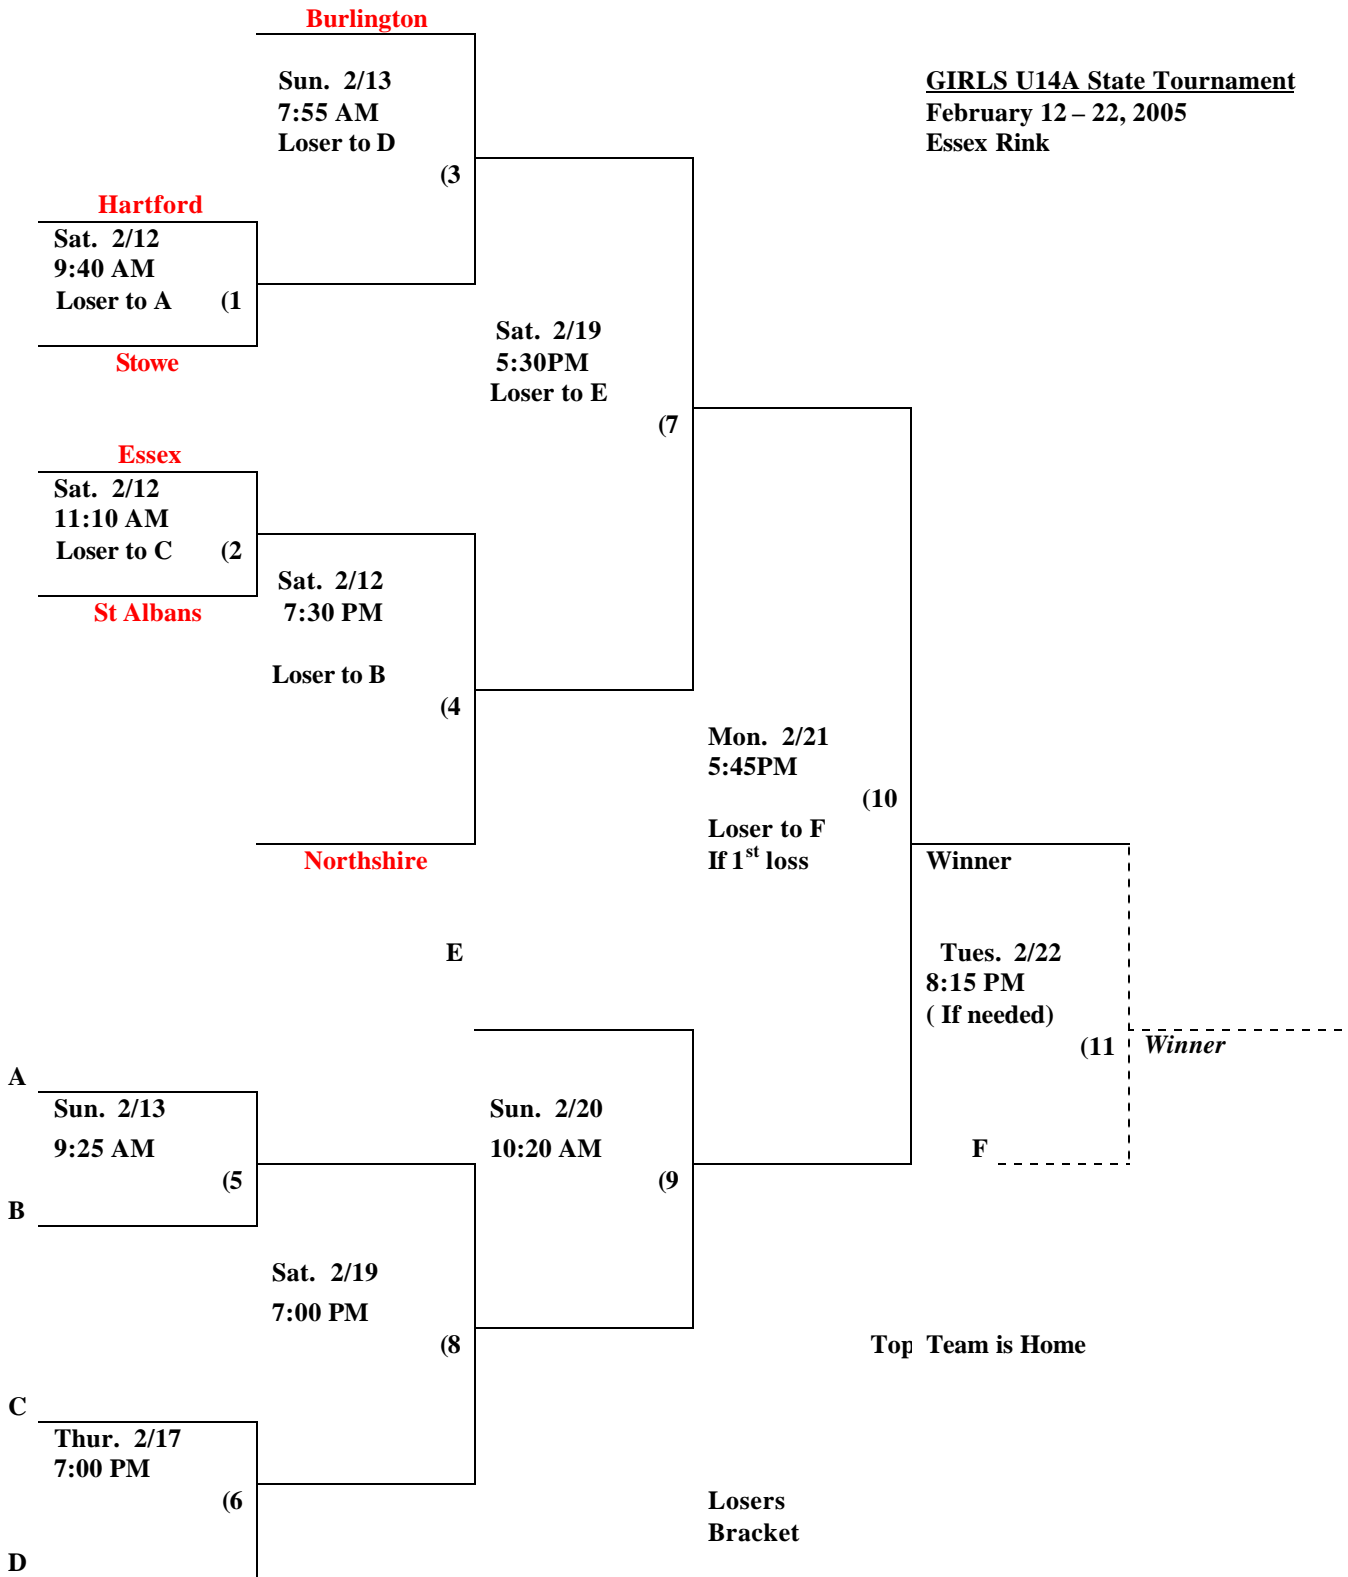 Burlington
Sun. 2/13
7:55 AM
Loser to D
(3
GIRLS U14A State Tournament
February 12 – 22, 2005
Essex Rink
Hartford
Sat. 2/12
9:40 AM
Loser to A (1
Stowe
Sat. 2/19
5:30PM
Loser to E
(7
Essex
Sat. 2/12
11:10 AM
Loser to C (2
St Albans
Sat. 2/12
7:30 PM
Loser to B
(4
Northshire
Mon. 2/21
5:45PM
(10
Loser to F
If 1st loss
Winner
E
Tues. 2/22
8:15 PM
( If needed)
(11
Winner
A
Sun. 2/13
9:25 AM
(5
B
Sun. 2/20
10:20 AM
(9
F
Sat. 2/19
7:00 PM
(8
Top Team is Home
C
Thur. 2/17
7:00 PM
(6
D
Losers
Bracket